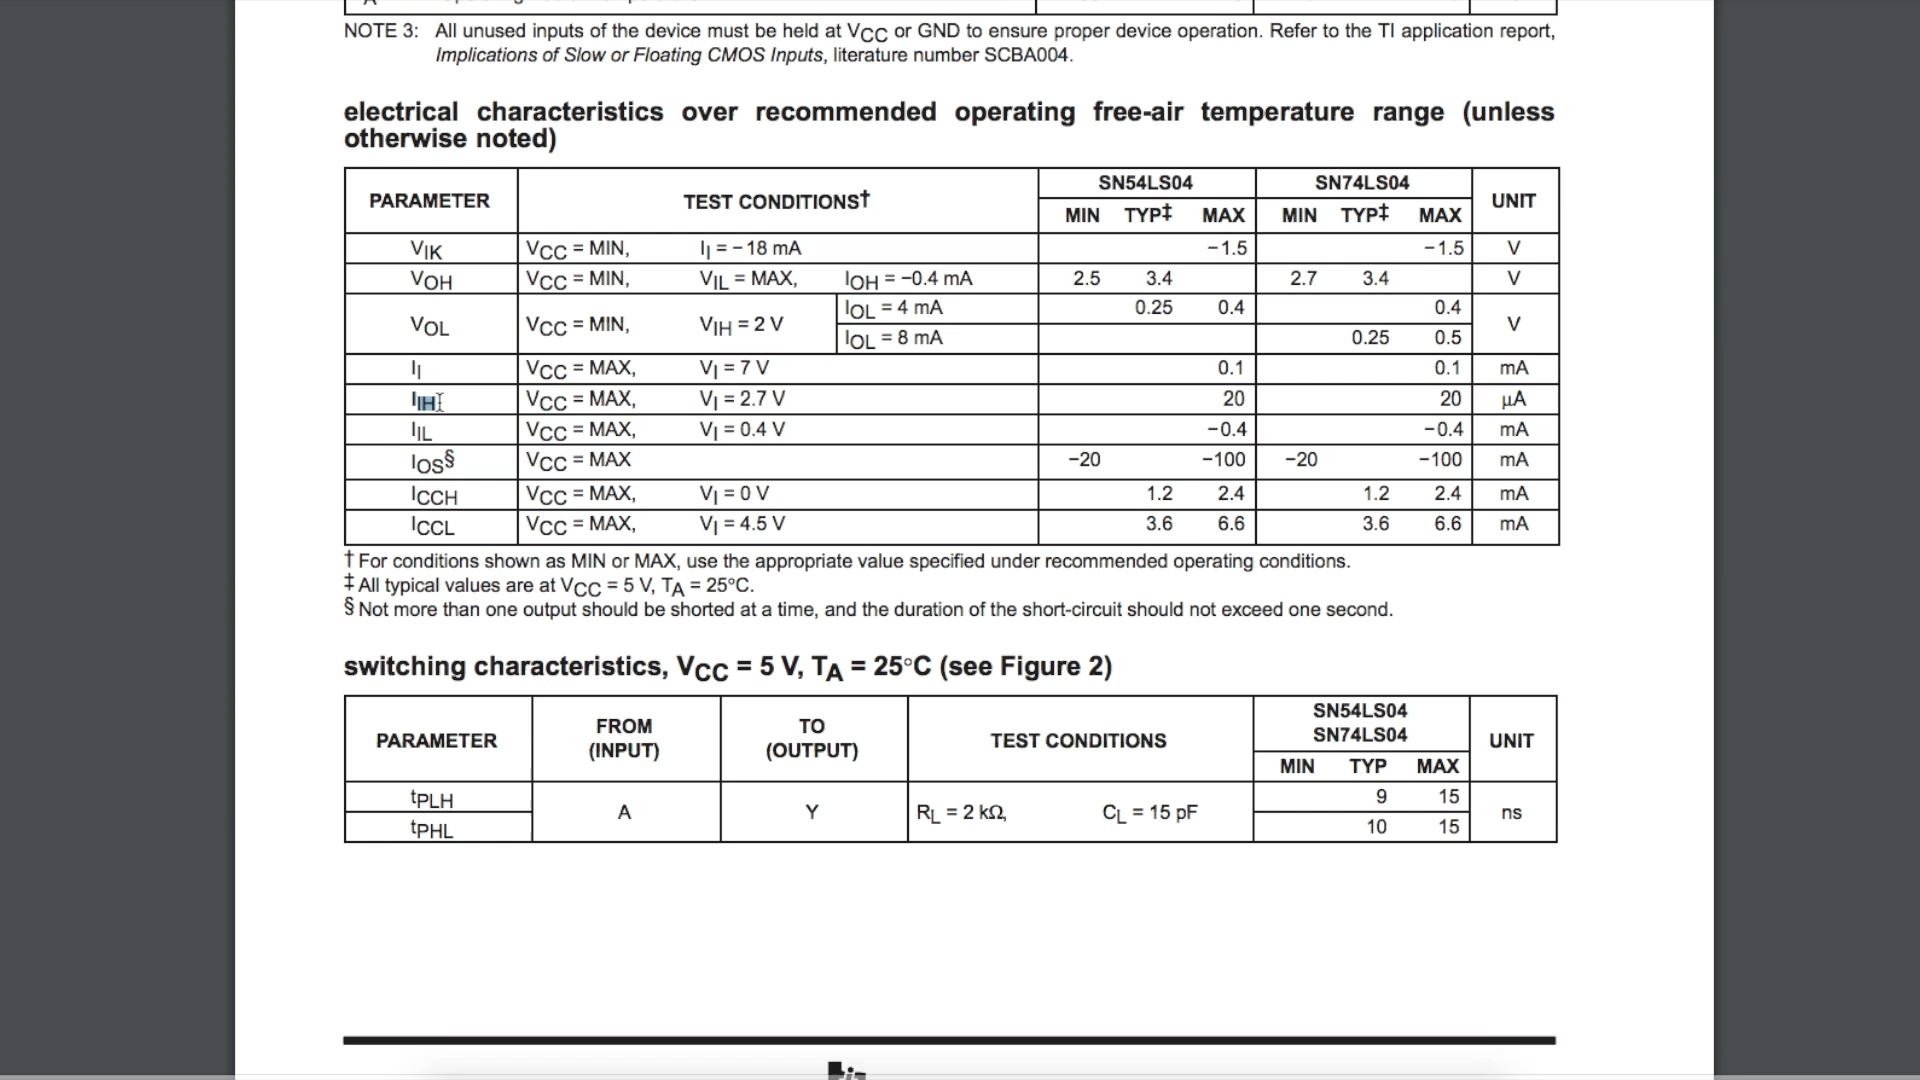 NOTE 3: All unused inputs of the device must be held at VCC or GND to ensure proper device operation. Refer to the TI application report,
Implications of Slow or Floating CMOS Inputs, literature number SCBA004.
electrical characteristics over recommended operating free-air temperature range (unless
otherwise noted)
PARAMETER TEST CONDITIONS† SN54LS04 SN74LS04 UNIT
MIN TYP‡ MAX MIN TYP‡ MAX
VIK VCC = MIN, II = −18 mA −1.5 −1.5 V
VOH VCC = MIN, VIL = MAX, IOH = −0.4 mA 2.5 3.4 2.7 3.4 V
VOL VCC = MIN, VIH = 2 V IOL = 4 mA 0.25 0.4 0.4 V
IOL = 8 mA 0.25 0.5
II VCC = MAX, VI = 7 V 0.1 0.1 mA
IIH VCC = MAX, VI = 2.7 V 20 20 µA
IIL VCC = MAX, VI = 0.4 V −0.4 −0.4 mA
IOS§ VCC = MAX −20 −100 −20 −100 mA
ICCH VCC = MAX, VI = 0 V 1.2 2.4 1.2 2.4 mA
ICCL VCC = MAX, VI = 4.5 V 3.6 6.6 3.6 6.6 mA
† For conditions shown as MIN or MAX, use the appropriate value specified under recommended operating conditions.
‡ All typical values are at VCC = 5 V, TA = 25°C.
§ Not more than one output should be shorted at a time, and the duration of the short-circuit should not exceed one second.
switching characteristics, VCC = 5 V, TA = 25°C (see Figure 2)
PARAMETER FROM (INPUT) TO (OUTPUT) TEST CONDITIONS SN54LS04 SN74LS04 UNIT
MIN TYP MAX
tPLH A Y RL = 2 kΩ, CL = 15 pF 9 15 ns
tPHL 10 15